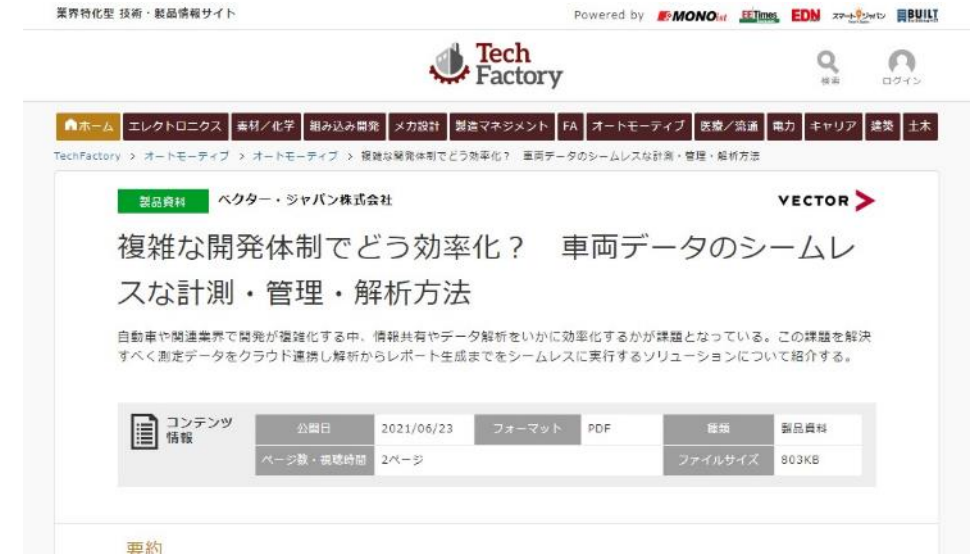 業界特化型 技術・製品情報サイト
Powered by MONOist EETimes EDN スマートジャパン BUILT
Tech Factory
検索 ログイン
ホーム エレクトロニクス 素材/化学 組み込み開発 メカ設計 製造マネジメント FA オートモーティブ 医療/流通 電力 キャリア 建築 土木
TechFactory > オートモーティブ > オートモーティブ > 複雑な開発体制でどう効率化? 車両データのシームレスな計測・管理・解析方法
製品資料 ベクター・ジャパン株式会社 VECTOR
複雑な開発体制でどう効率化? 車両データのシームレ
スな計測・管理・解析方法
自動車や関連業界で開発が複雑化する中、情報共有やデータ解析をいかに効率化するかが課題となっている。この課題を解決
すべく測定データをクラウド連携し解析からレポート生成までをシームレスに実行するソリューションについて紹介する。
コンテンツ情報 公開日 2021/06/23 フォーマット PDF 種類 製品資料
ページ数・視聴時間 2ページ ファイルサイズ 803KB
要約